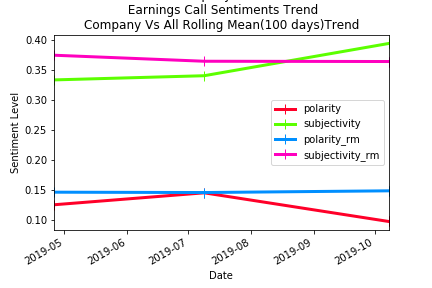 Earnings Call Sentiments Trend
Company Vs All Rolling Mean(100 days)Trend
0.40
0.35
0.30
0.25
0.20
0.15
0.10
Sentiment Level
polarity
subjectivity
polarity_rm
subjectivity_rm
2019-05
2019-06
2019-07
2019-08
2019-09
2019-10
Date